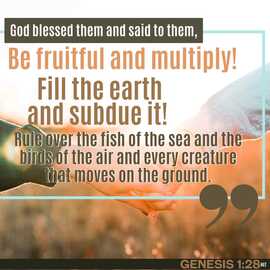 God blessed them and said to them,
Be fruitful and multiply!
Fill the earth
and subdue it!
Rule over the fish of the sea and the
birds of the air and every creature
that moves on the ground.
GENESIS 1:28 NET